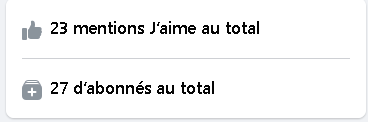 23 mentions J’aime au total
27 d’abonnés au total